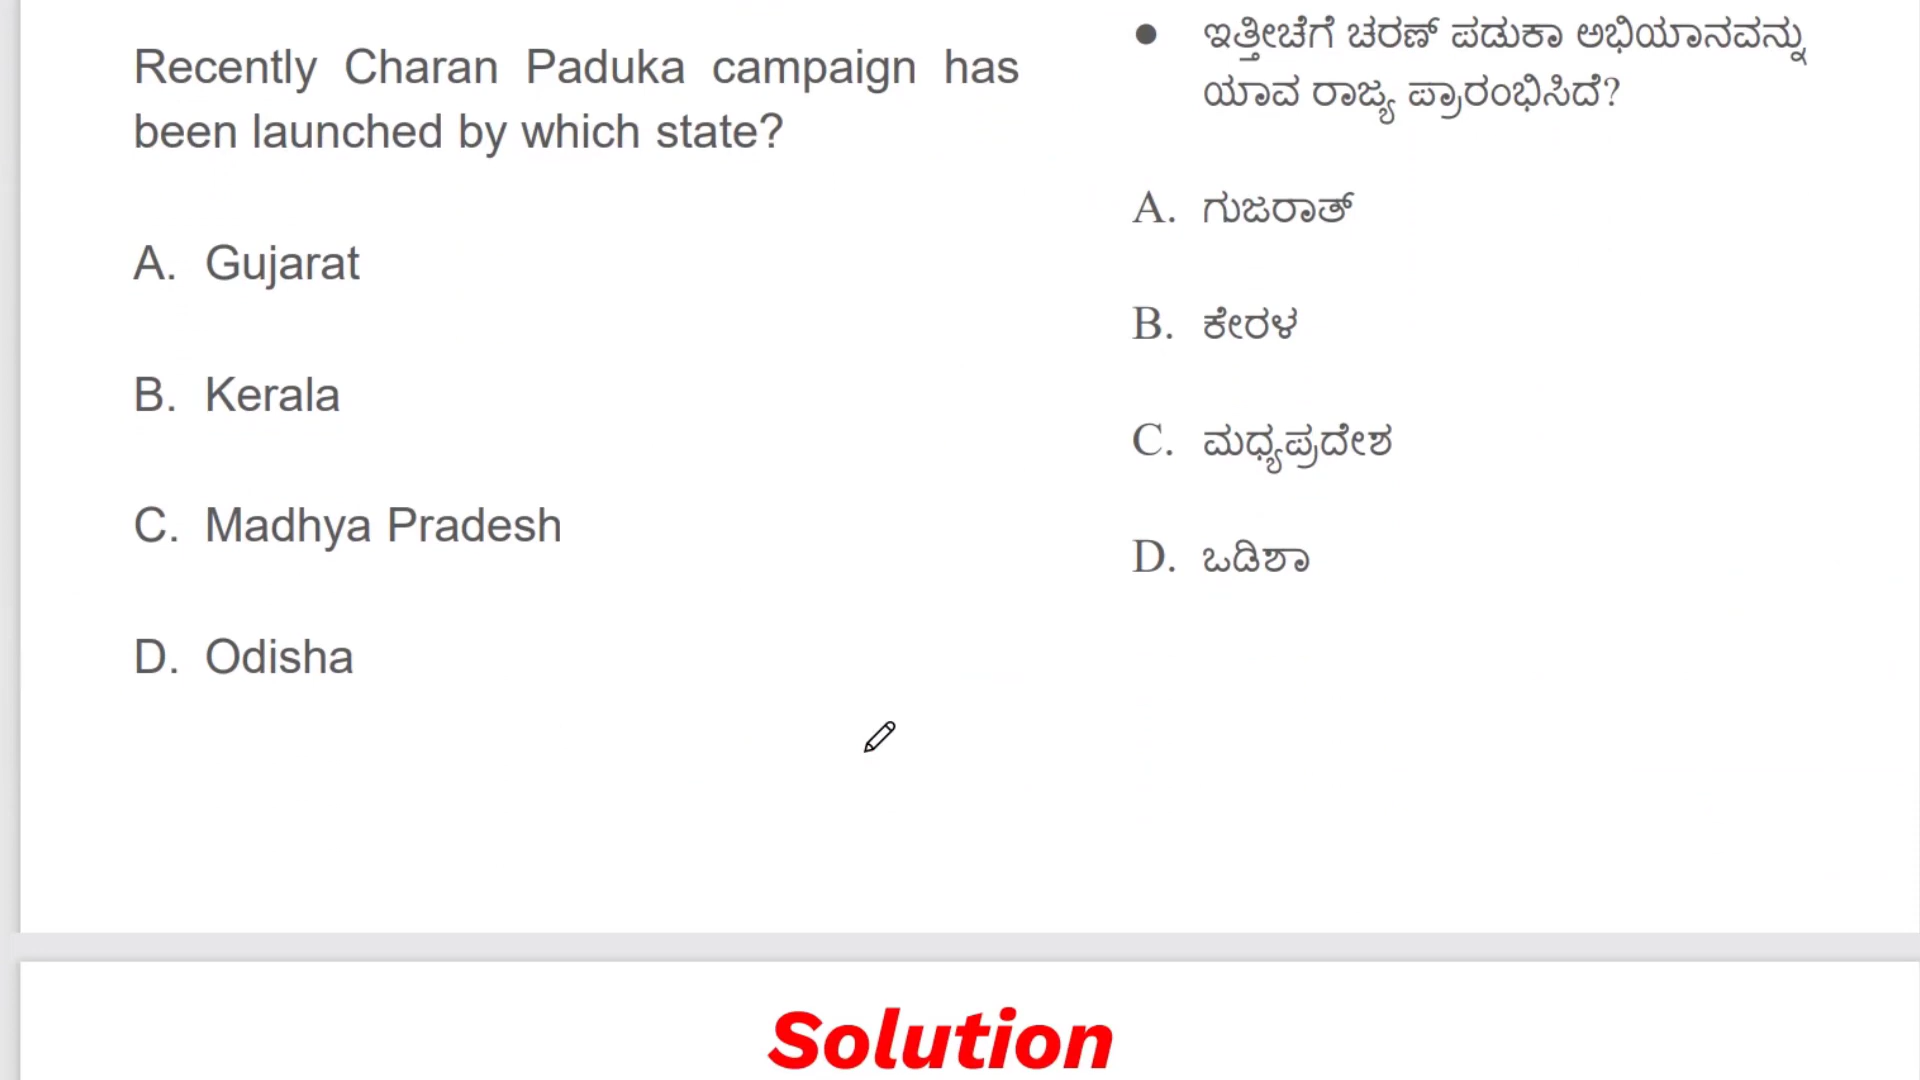 Recently Charan Paduka campaign has
been launched by which state?
A. Gujarat
B. Kerala
C. Madhya Pradesh
D. Odisha
● ಇತ್ತೀಚೆಗೆ ಚರಣ್ ಪಡುಕಾ ಅಭಿಯಾನವನ್ನು
ಯಾವ ರಾಜ್ಯ ಪ್ರಾರಂಭಿಸಿದೆ?
A. ಗುಜರಾತ್
B. ಕೇರಳ
C. ಮಧ್ಯಪ್ರದೇಶ
D. ಒಡಿಶಾ
Solution